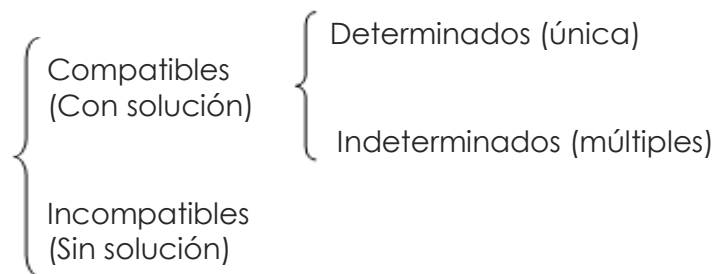 Determinados (única)
Compatibles
(Con solución)
Indeterminados (múltiples)
Incompatibles
(Sin solución)